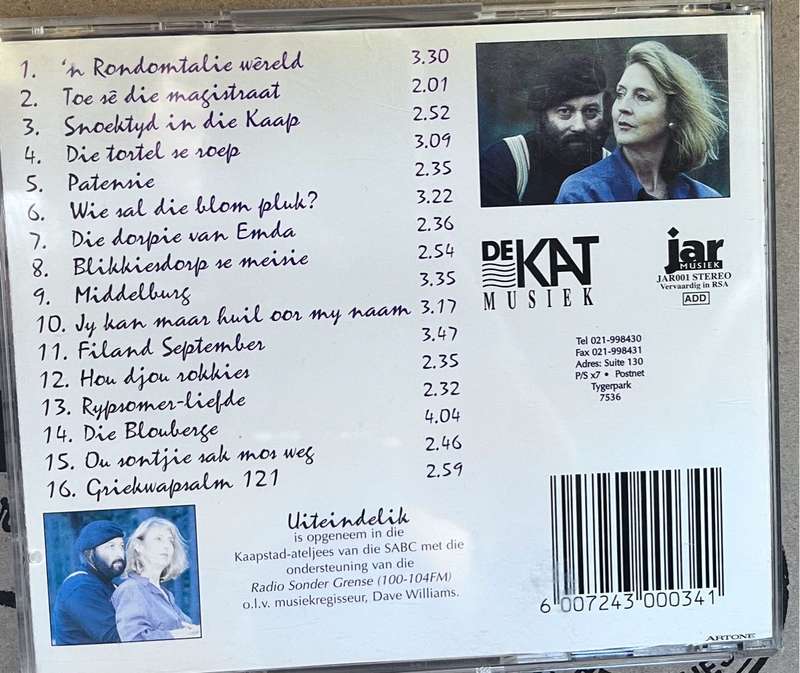 1. 'n Rondomtalie wêreld 3.30
2. Toe sê die magistraat 2.01
3. Snoektyd in die Kaap 2.52
4. Die tortel se roep 3.09
5. Patensie 2.35
6. Wie sal die blom pluk? 3.22
7. Die dorpie van Emda 2.36
8. Blikkiesdorp se meisie 2.54
9. Middelburg 3.35
10. Jy kan maar huil oor my naam 3.17
11. Filand September 3.47
12. Hou djou rokkies 2.35
13. Rypsomer-liefde 2.32
14. Die Blouberge 4.04
15. Ou sontjie sak mos weg 2.46
16. Griekwapsalm 121 2.59
DE KAT
MUSIEK
jar
MUSIEK
JAR001 STEREO
Vervaardig in RSA
ADD
Tel 021-998430
Fax 021-998431
Adres: Suite 130
P/S x7 • Postnet
Tygerpark
7536
Uiteindelik
is opgeneem in die
Kaapstad-ateljees van die SABC met die
ondersteuning van die
Radio Sonder Grense (100-104FM)
o.l.v. musiekregisseur, Dave Williams.
6 007243 000341
ARTONE